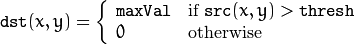 dst(x, y) = { maxVal if src(x, y) > thresh
0 otherwise